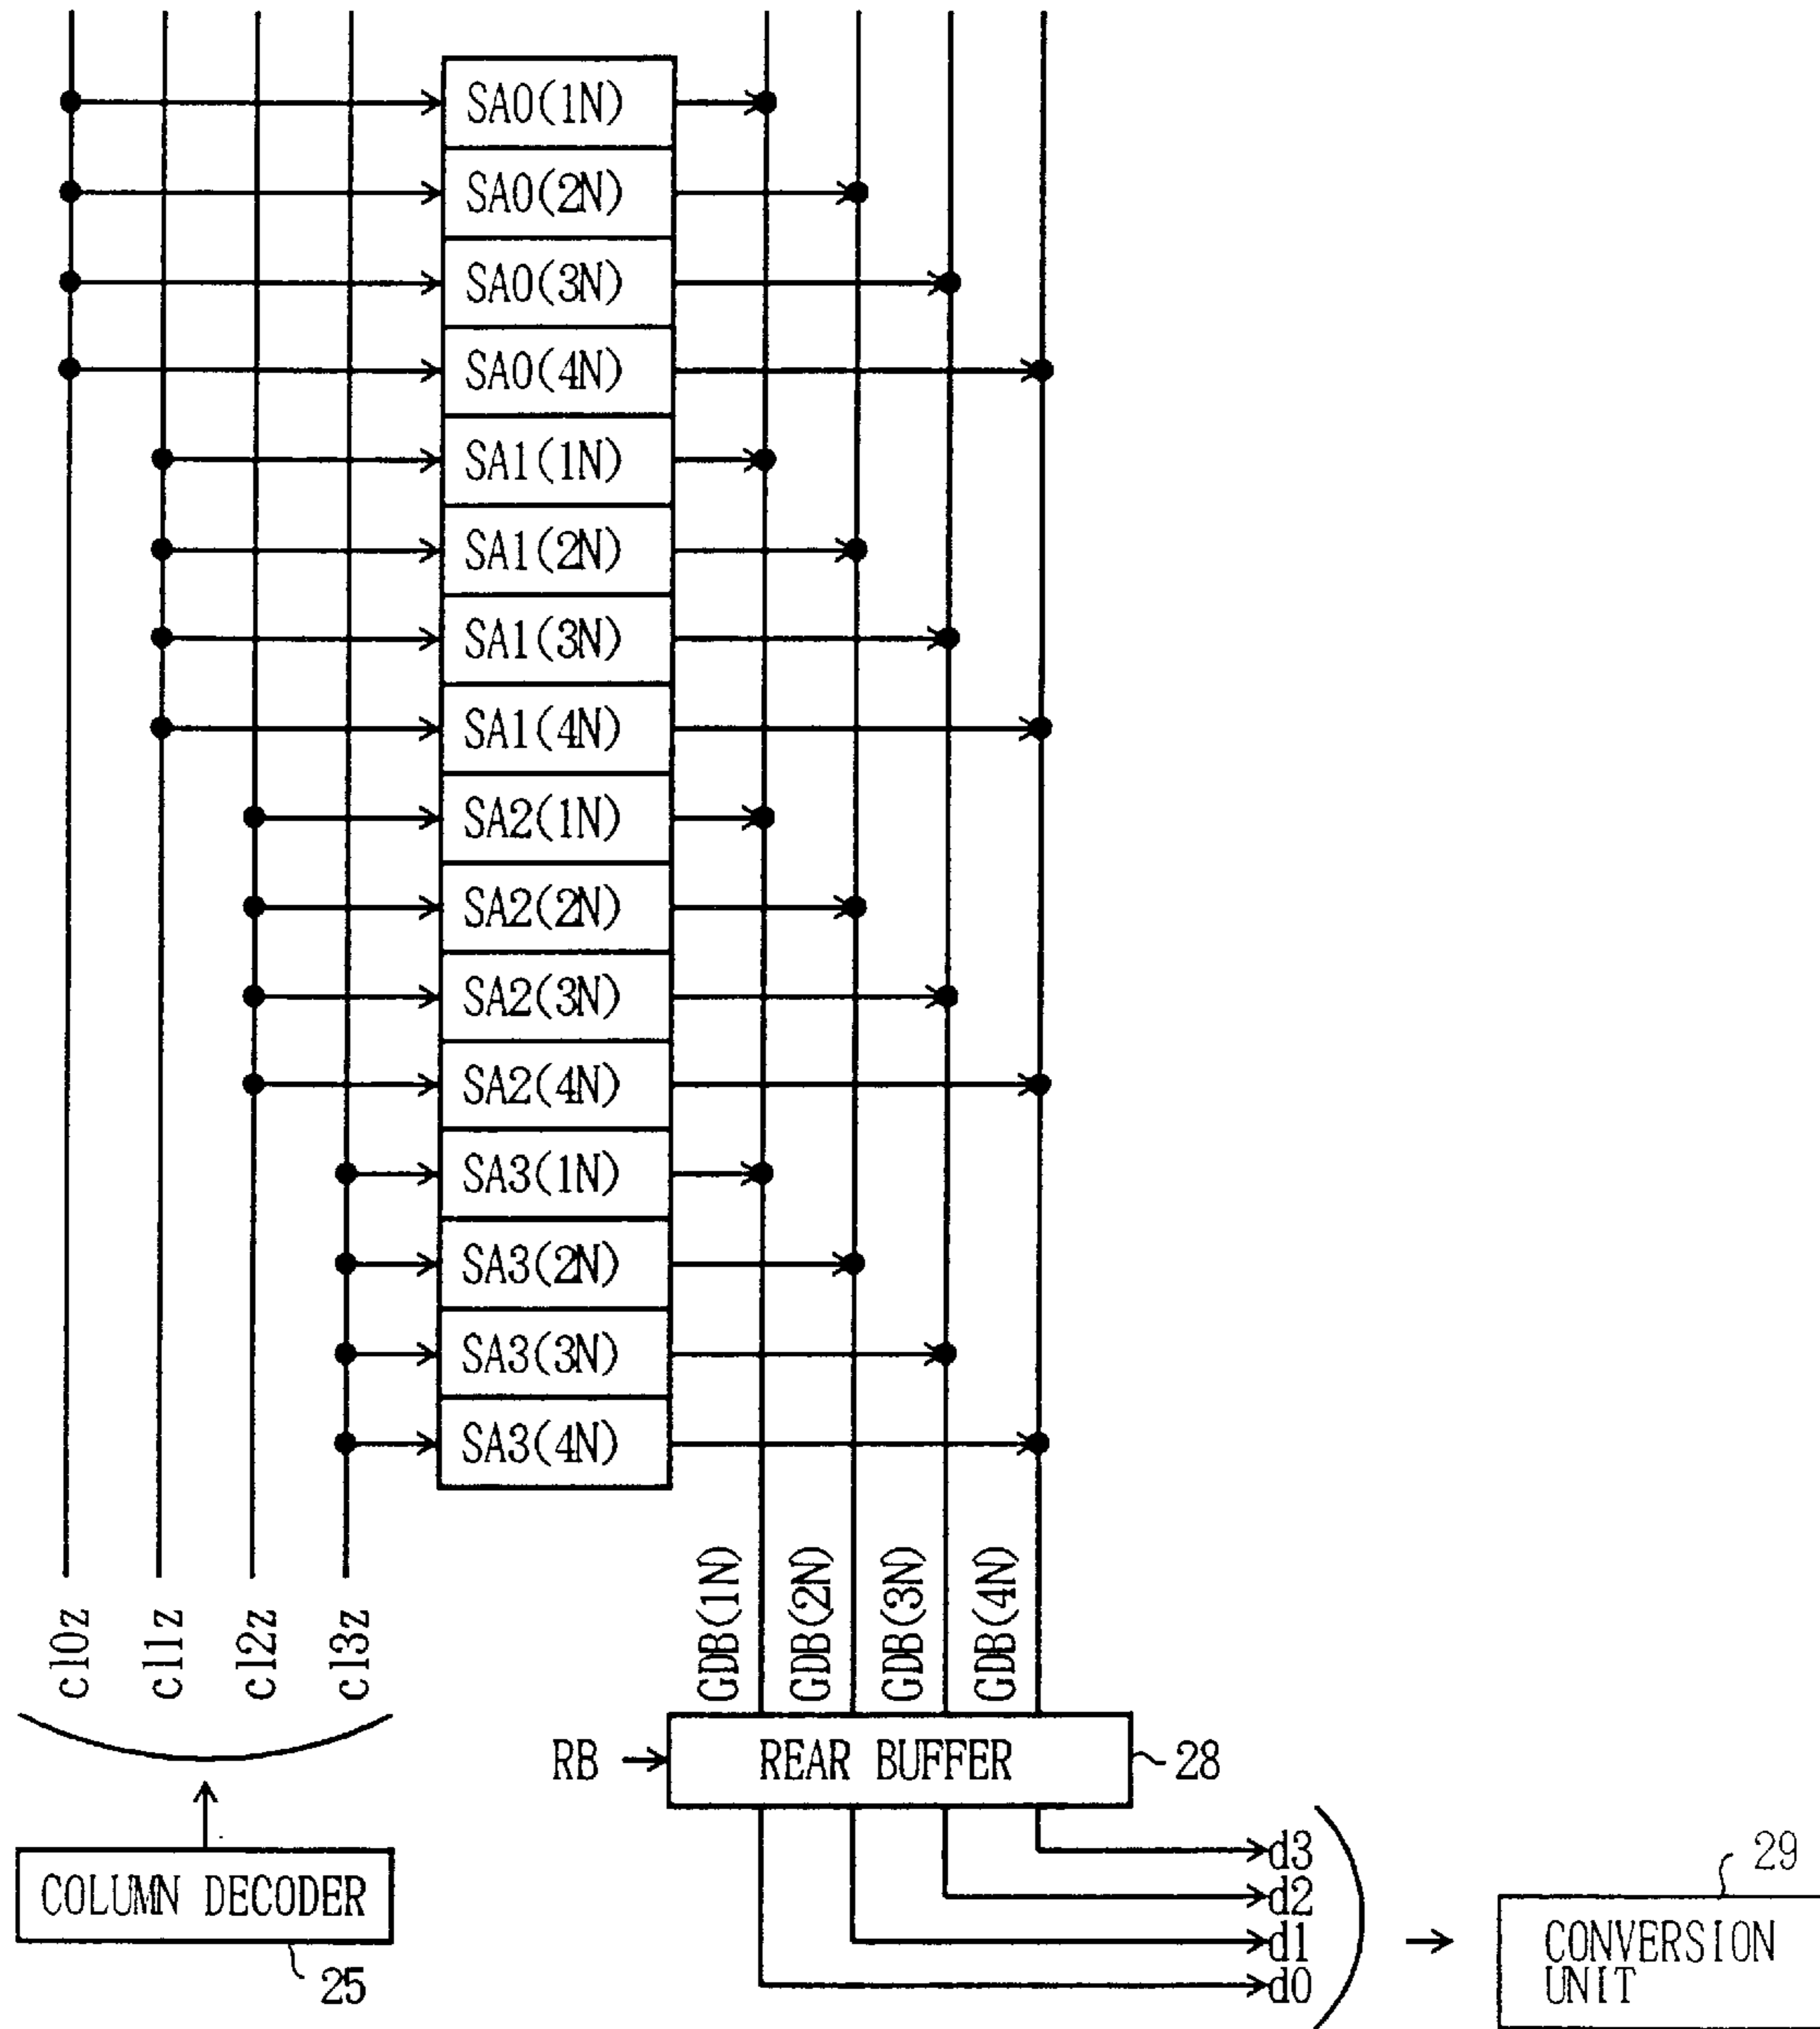 SA0(1N)
SA0(2N)
SA0(3N)
SA0(4N)
SA1(1N)
SA1(2N)
SA1(3N)
SA1(4N)
SA2(1N)
SA2(2N)
SA2(3N)
SA2(4N)
SA3(1N)
SA3(2N)
SA3(3N)
SA3(4N)
cl0z
cl1z
cl2z
cl3z
GDB(1N)
GDB(2N)
GDB(3N)
GDB(4N)
RB
REAR BUFFER
28
COLUMN DECODER
25
d3
d2
d1
d0
29
CONVERSION
UNIT